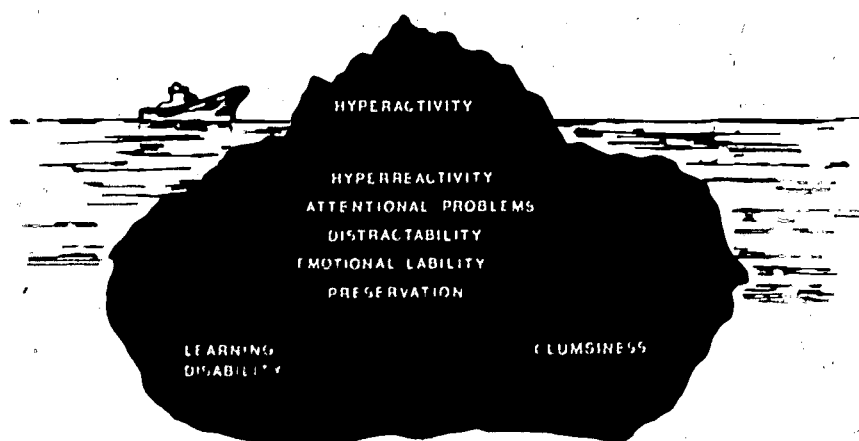 HYPERACTIVITY
HYPERREACTIVITY
ATTENTIONAL PROBLEMS
DISTRACTABILITY
EMOTIONAL LABILITY
PRESERVATION
LEARNING
DISABILITY
CLUMSINESS